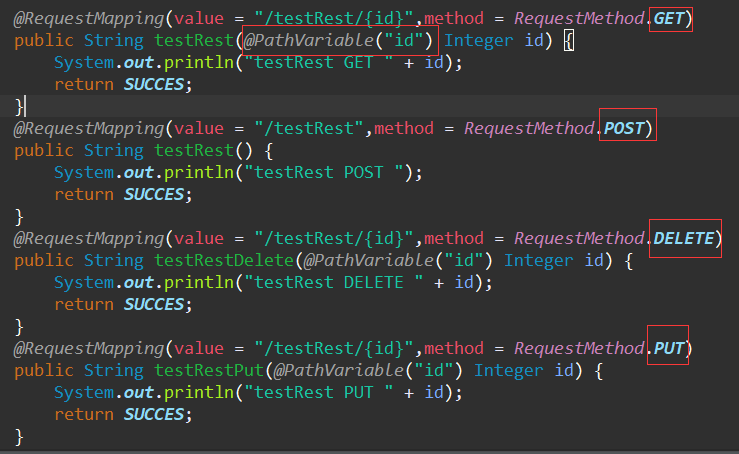 @RequestMapping(value = "/testRest/{id}",method = RequestMethod.GET)
public String testRest(@PathVariable("id") Integer id) {
    System.out.println("testRest GET " + id);
    return SUCCES;
}
@RequestMapping(value = "/testRest",method = RequestMethod.POST)
public String testRest() {
    System.out.println("testRest POST ");
    return SUCCES;
}
@RequestMapping(value = "/testRest/{id}",method = RequestMethod.DELETE)
public String testRestDelete(@PathVariable("id") Integer id) {
    System.out.println("testRest DELETE " + id);
    return SUCCES;
}
@RequestMapping(value = "/testRest/{id}",method = RequestMethod.PUT)
public String testRestPut(@PathVariable("id") Integer id) {
    System.out.println("testRest PUT " + id);
    return SUCCES;
}